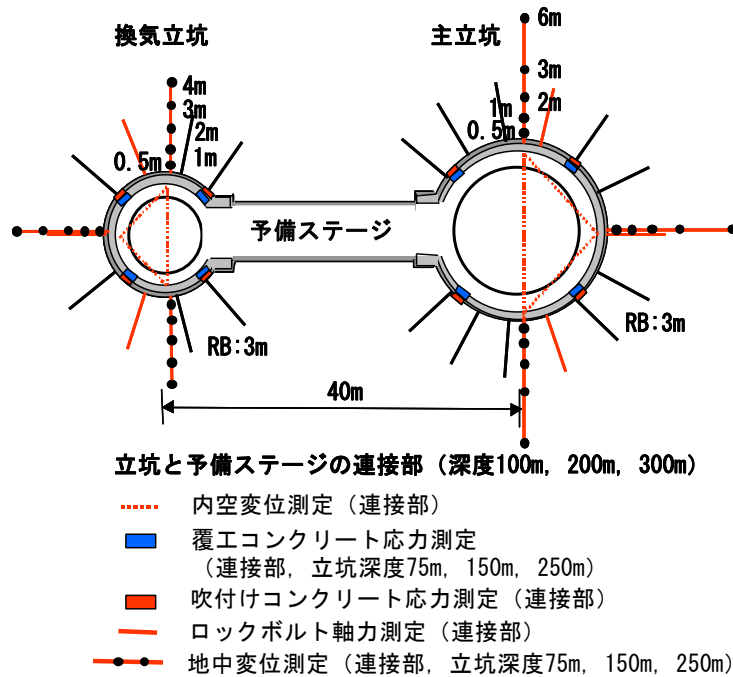 換気立坑
主立坑
6m
4m
3m
3m
2m
2m
1m
1m
0.5m
0.5m
予備ステージ
RB:3m
RB:3m
40m
立坑と予備ステージの連接部（深度100m, 200m, 300m）
内空変位測定（連接部）
覆工コンクリート応力測定
（連接部, 立坑深度75m, 150m, 250m）
吹付けコンクリート応力測定（連接部）
ロックボルト軸力測定（連接部）
地中変位測定（連接部, 立坑深度75m, 150m, 250m）